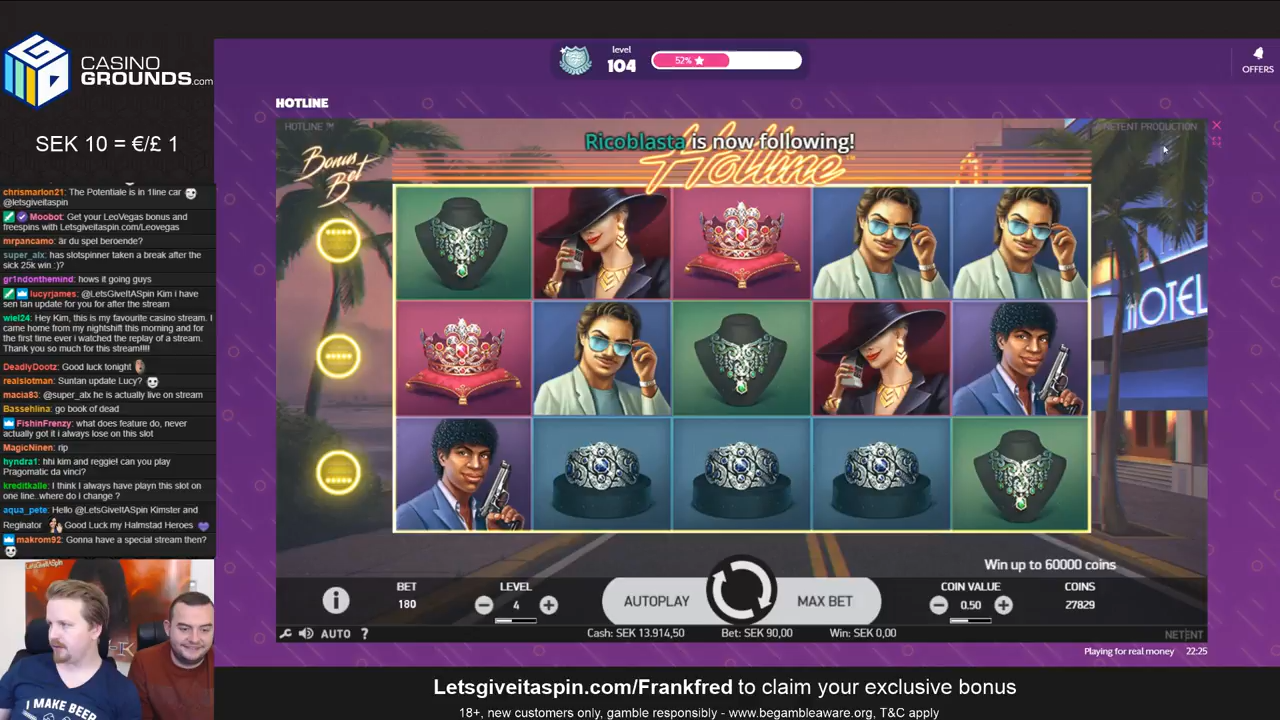 CASINO
GROUNDS.com
SEK 10 = €/£ 1
chrismarlon21: The Potentiale is in 1line car
@letsgiveitaspin
Moobot: Get your LeoVegas bonus and
freespins with Letsgiveitaspin.com/Leovegas
mrpancamo: är du spel beroende?
super_alx: has slotspinner taken a break after the
sick 25k win :)?
gr1ndonthemind: hows it going guys
lucyrjames: @LetsGiveItASpin Kim i have
sen tan update for you for after the stream
wiel24: Hey Kim, this is my favourite casino stream. I
came home from my nightshift this morning and for
the first time ever i watched the replay of a stream.
Thank you so much for this stream!!!!
DeadlyDootz: Good luck tonight
realslotman: Suntan update Lucy?
macia83: @super_alx he is actually live on stream
Bassehlina: go book of dead
FishinFrenzy: what does feature do, never
actually got it i always lose on this slot
MagicNinen: rip
hyndra1: hhi kim and reggie! can you play
Pragomatic da vinci?
kreditkalle: I think I always have playn this slot on
one line..where do i change ?
aqua_pete: Hello @LetsGiveItASpin Kimster and
Reginator Good Luck my Halmstad Heroes
makrom92: Gonna have a special stream then?
level
104
52%
OFFERS
HOTLINE
HOTLINE™
A NETENT PRODUCTION
Ricoblasta is now following!
Hotline
Bonus
Bet
HOTEL
Win up to 60000 coins
BET
180
LEVEL
4
AUTOPLAY
MAX BET
COIN VALUE
0.50
COINS
27829
AUTO ?
Cash: SEK 13.914,50 Bet: SEK 90,00 Win: SEK 0,00
NETENT
Playing for real money 22:25
LetsGiveItASpin
I MAKE BEER
Letsgiveitaspin.com/Frankfred to claim your exclusive bonus
18+, new customers only, gamble responsibly - www.begambleaware.org, T&C apply